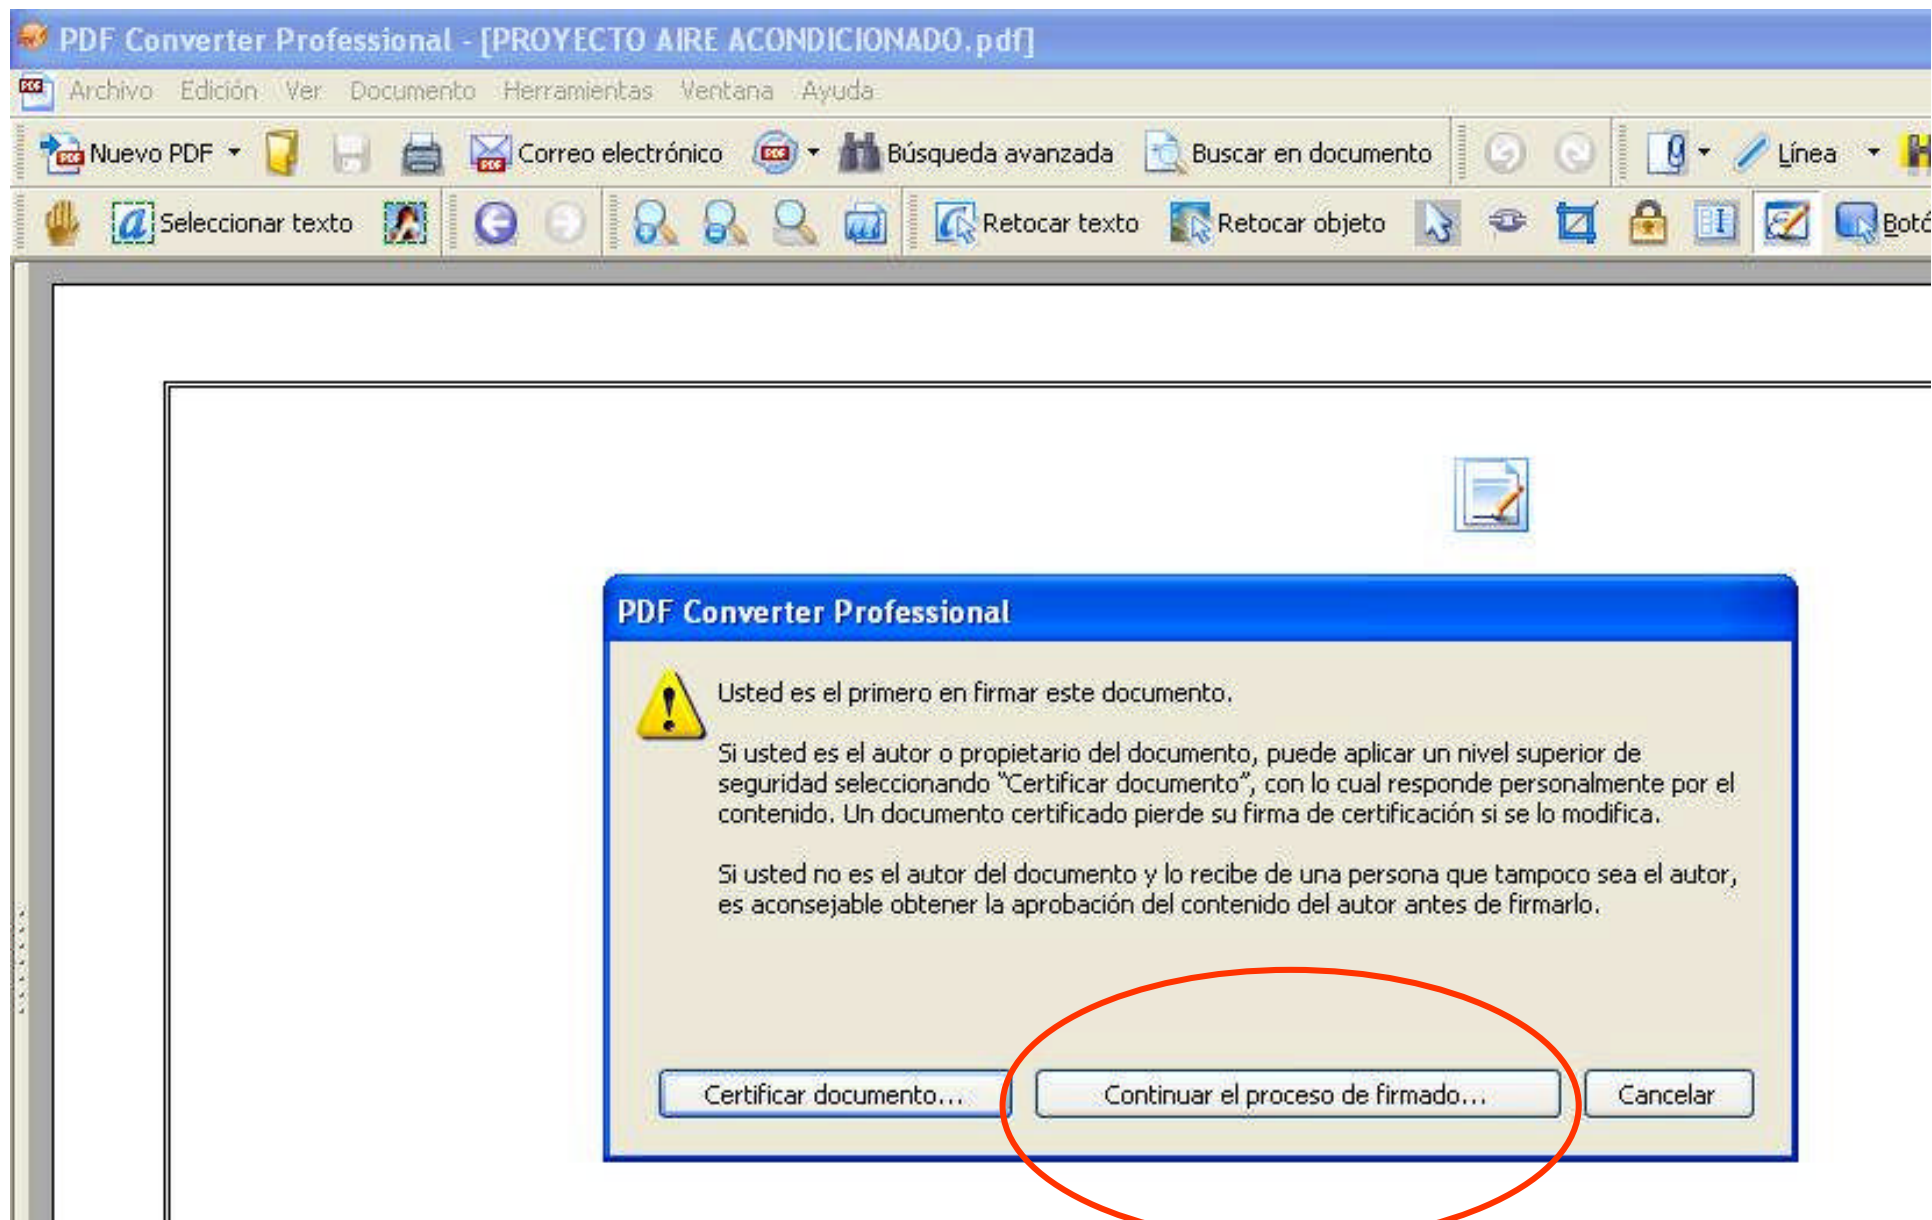 PDF Converter Professional - [PROYECTO AIRE ACONDICIONADO.pdf]
Archivo Edición Ver Documento Herramientas Ventana Ayuda
Nuevo PDF Correo electrónico Búsqueda avanzada Buscar en documento Línea
Seleccionar texto Retocar texto Retocar objeto Botó
PDF Converter Professional
Usted es el primero en firmar este documento.
Si usted es el autor o propietario del documento, puede aplicar un nivel superior de
seguridad seleccionando "Certificar documento", con lo cual responde personalmente por el
contenido. Un documento certificado pierde su firma de certificación si se lo modifica.
Si usted no es el autor del documento y lo recibe de una persona que tampoco sea el autor,
es aconsejable obtener la aprobación del contenido del autor antes de firmarlo.
Certificar documento... Continuar el proceso de firmado... Cancelar